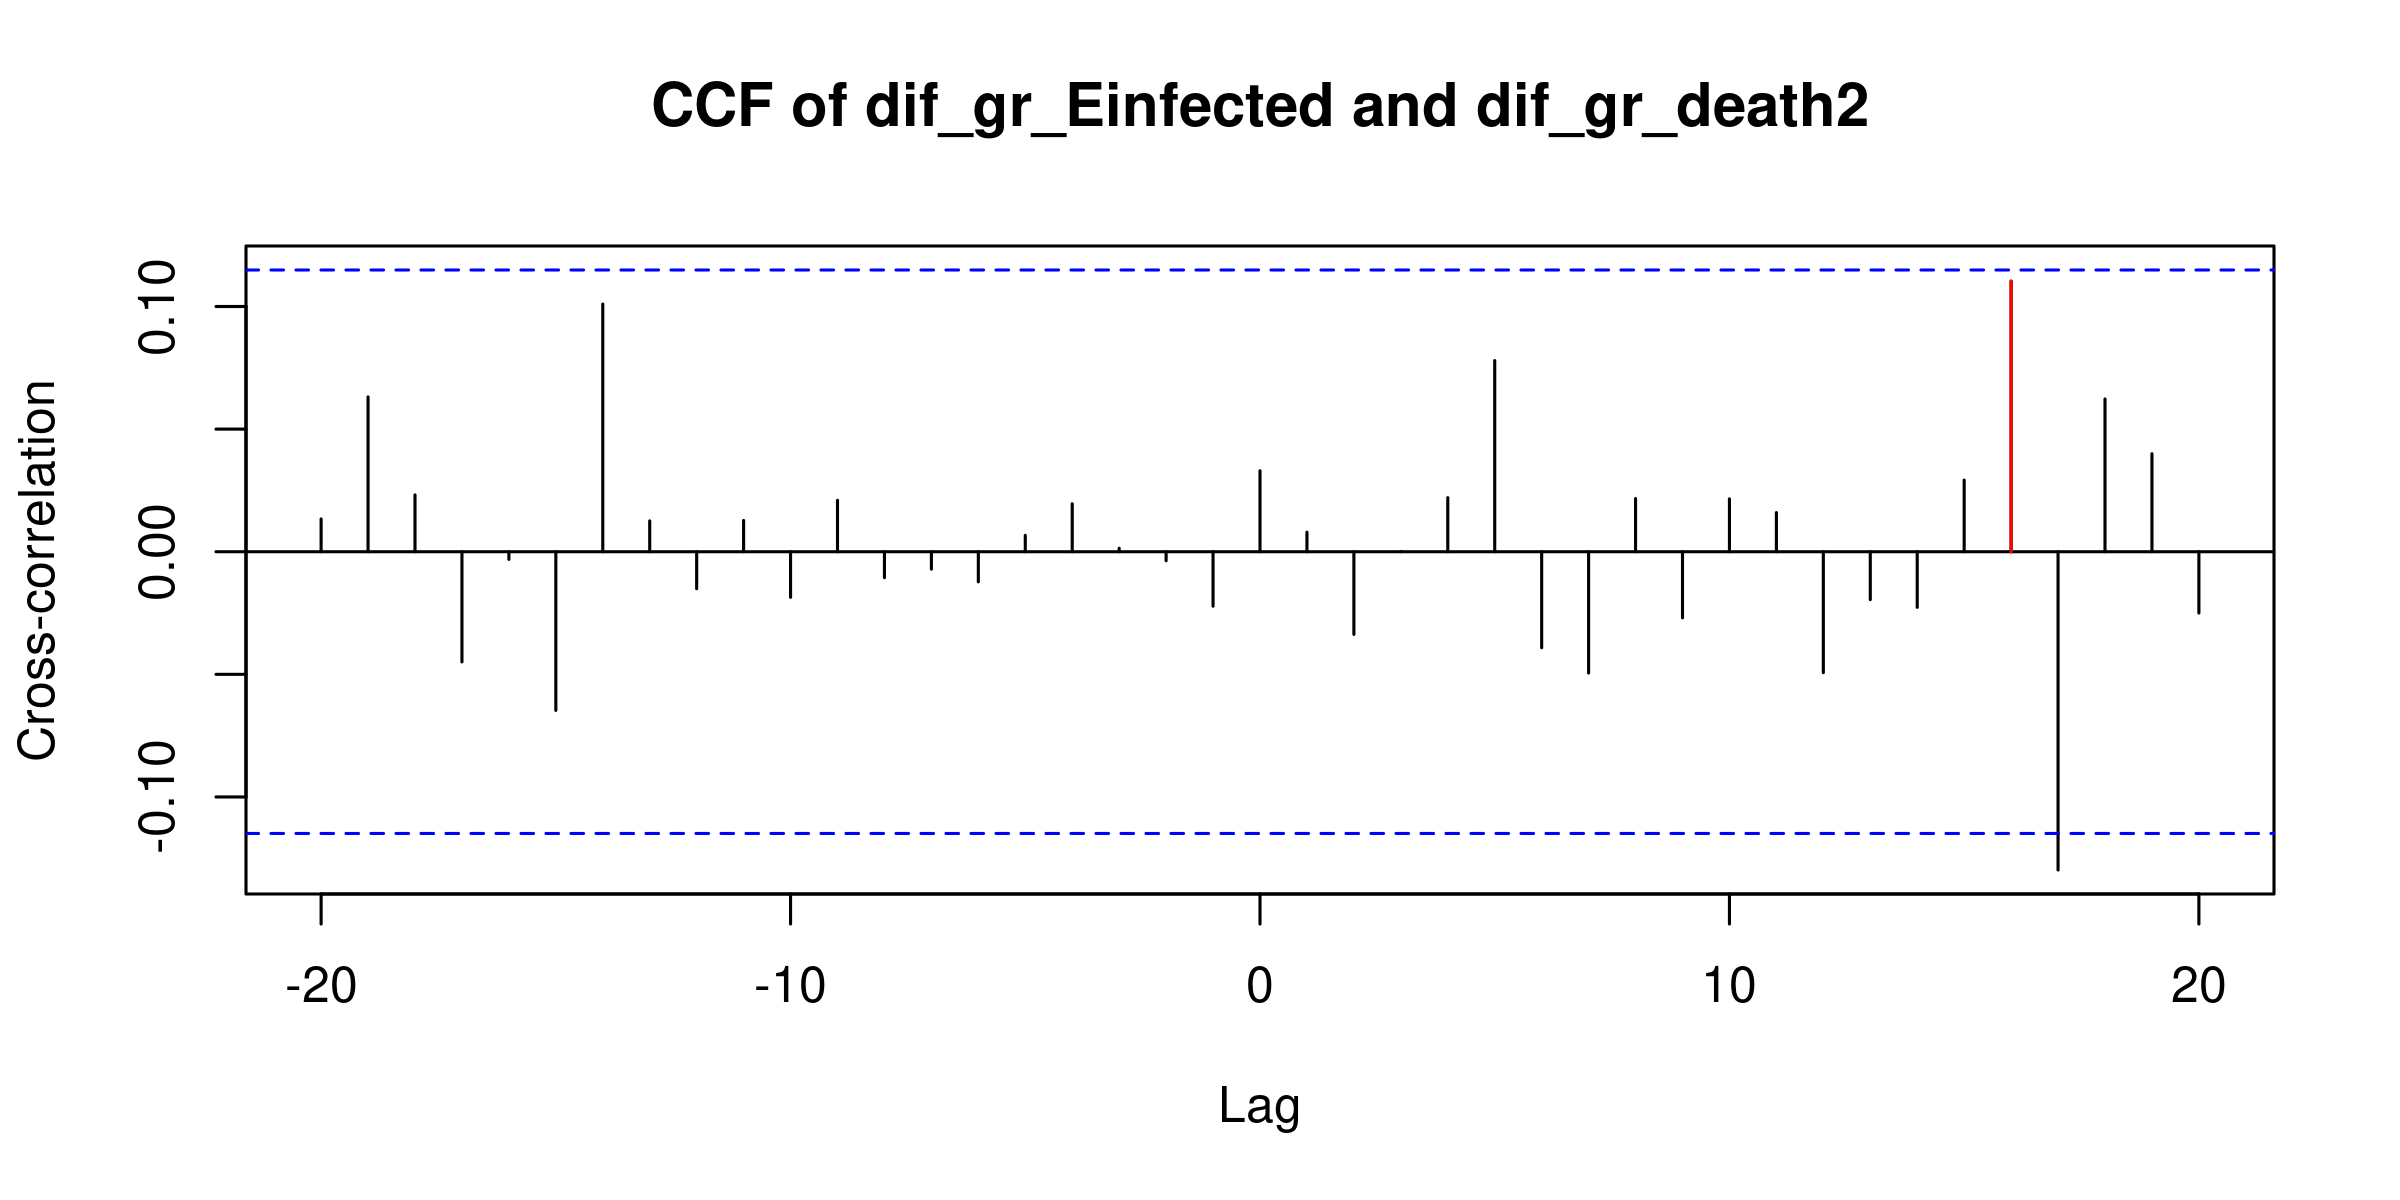 CCF of dif_gr_Einfected and dif_gr_death2
Cross-correlation
0.10
0.00
-0.10
-20 -10 0 10 20
Lag